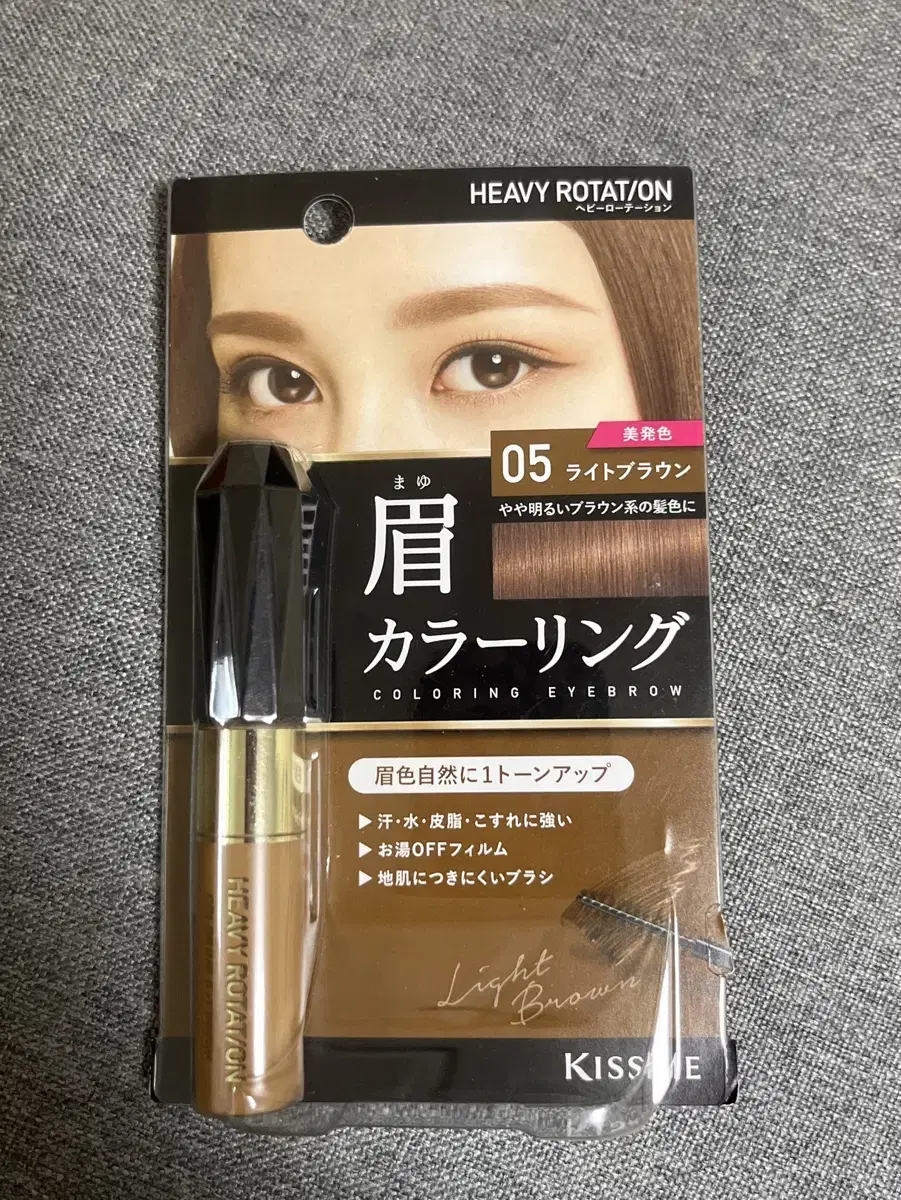 HEAVY ROTAT/ON
ヘビーローテーション
美発色
05 ライトブラウン
やや明るいブラウン系の髪色に
まゆ
眉
カラーリング
COLORING EYEBROW
眉色自然に1トーンアップ
▶汗・水・皮脂・こすれに強い
▶お湯OFFフィルム
▶地肌につきにくいブラシ
Light
Brown
KISSME
HEAVY ROTAT/ON